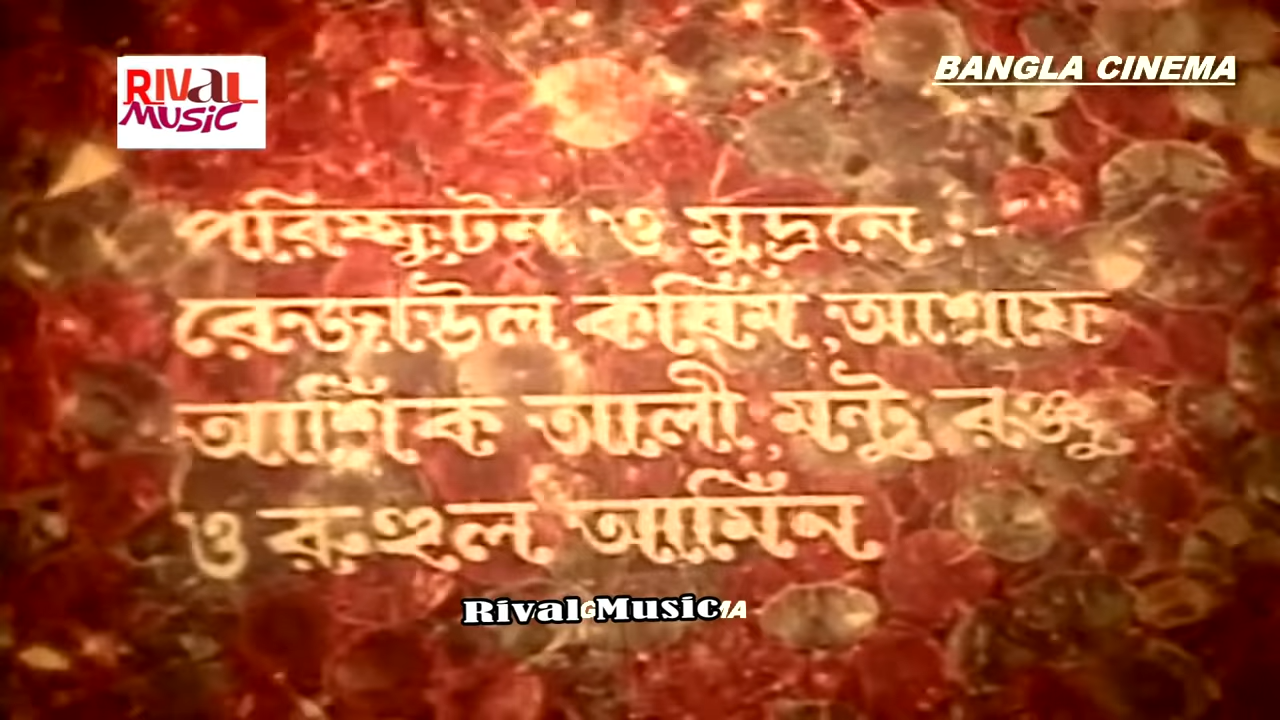 RIVAL MUSIC
BANGLA CINEMA
পরিস্ফুটন ও মুদ্রনে :-
রেজাউল করিম, আশ্রাফ
আশিক আলী, মন্টু রঞ্জু
ও রুহুল আমিন
Rival Music